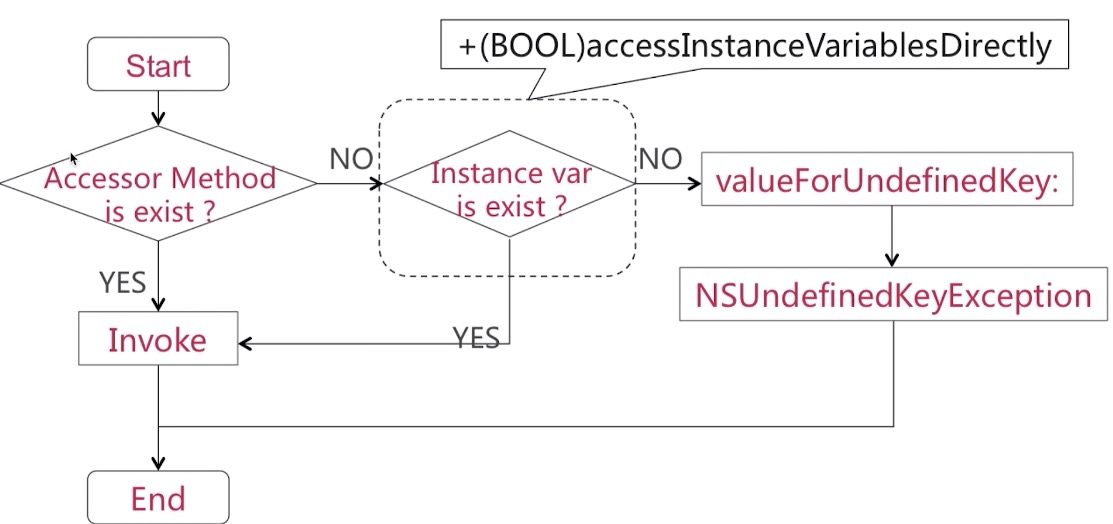 +(BOOL)accessInstanceVariablesDirectly
Start
Accessor Method
is exist ?
NO
Instance var
is exist ?
NO
valueForUndefinedKey:
YES
NSUndefinedKeyException
Invoke
YES
End